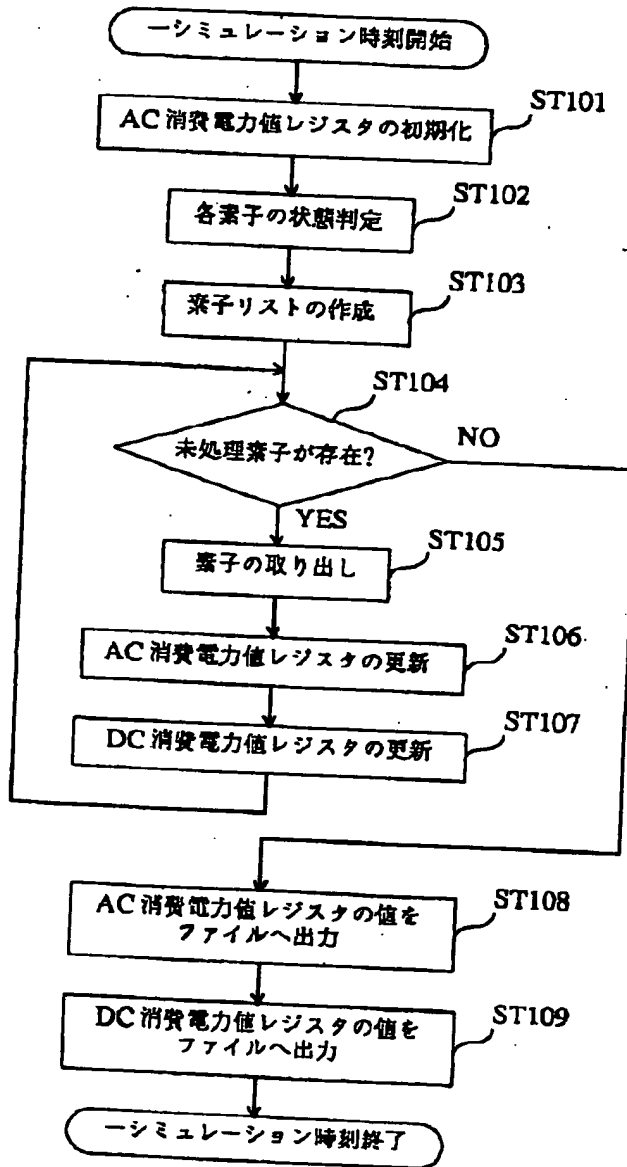 一シミュレーション時刻開始
ST101
AC消費電力値レジスタの初期化
ST102
各素子の状態判定
ST103
素子リストの作成
ST104
未処理素子が存在?
NO
YES
ST105
素子の取り出し
ST106
AC消費電力値レジスタの更新
ST107
DC消費電力値レジスタの更新
ST108
AC消費電力値レジスタの値を
ファイルへ出力
ST109
DC消費電力値レジスタの値を
ファイルへ出力
一シミュレーション時刻終了